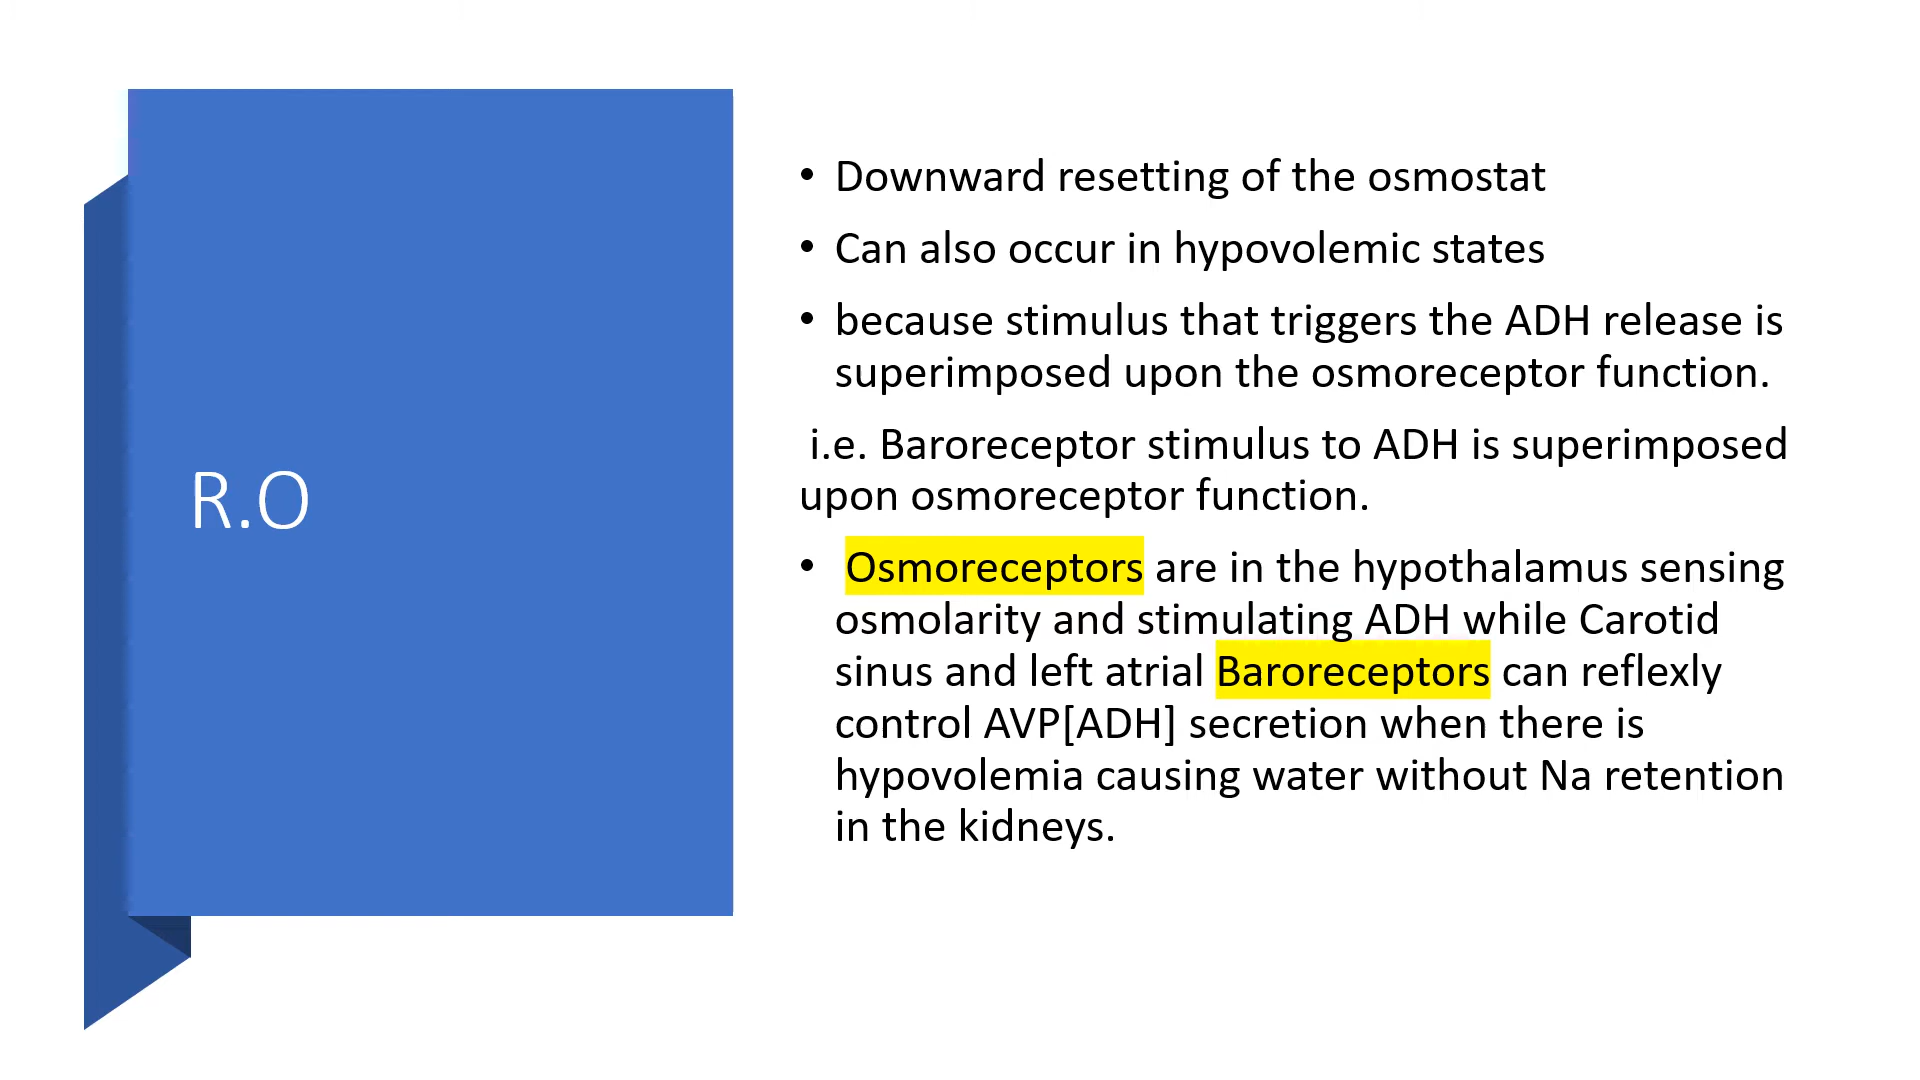 R.O
• Downward resetting of the osmostat
• Can also occur in hypovolemic states
• because stimulus that triggers the ADH release is
superimposed upon the osmoreceptor function.
i.e. Baroreceptor stimulus to ADH is superimposed
upon osmoreceptor function.
• Osmoreceptors are in the hypothalamus sensing
osmolarity and stimulating ADH while Carotid
sinus and left atrial Baroreceptors can reflexly
control AVP[ADH] secretion when there is
hypovolemia causing water without Na retention
in the kidneys.